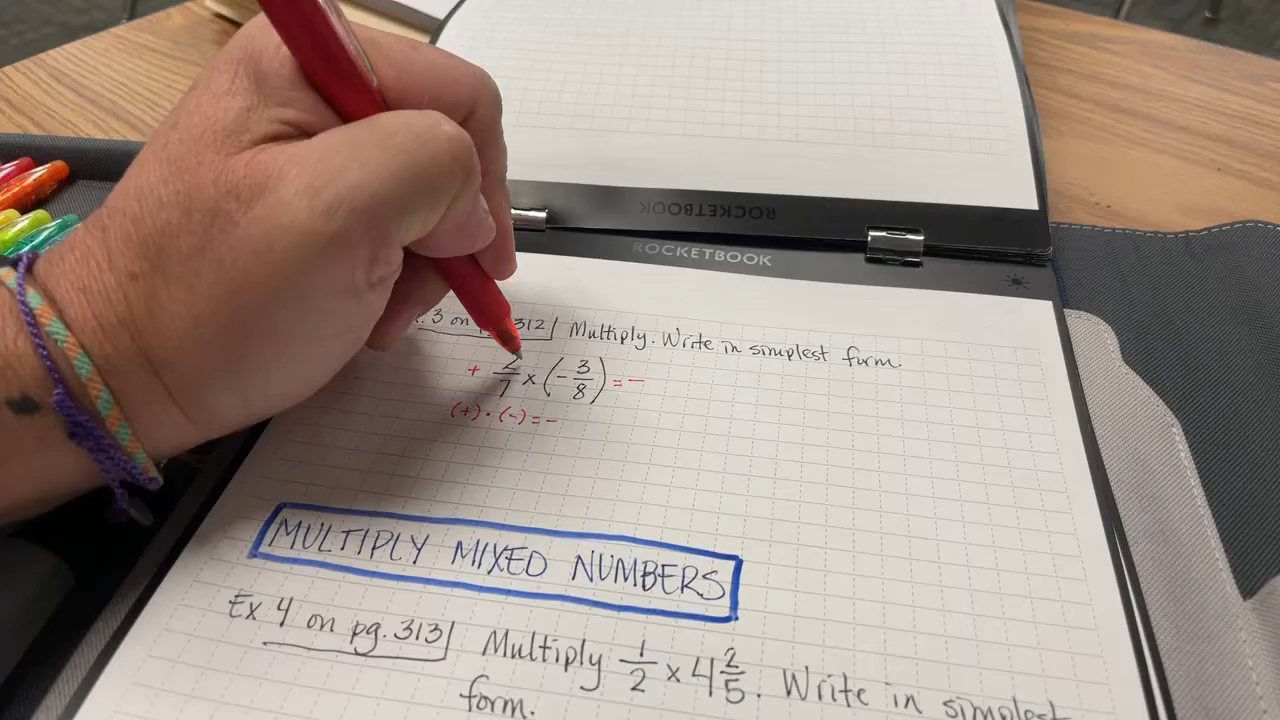 ROCKETBOOK
ROCKETBOOK
3 on 312 Multiply. Write in simplest form.
+ 2/7 × (-3/8) = -
(+) · (-) = -
MULTIPLY MIXED NUMBERS
Ex 4 on pg. 313 Multiply 1/2 × 4 2/5. Write in simplest
form.